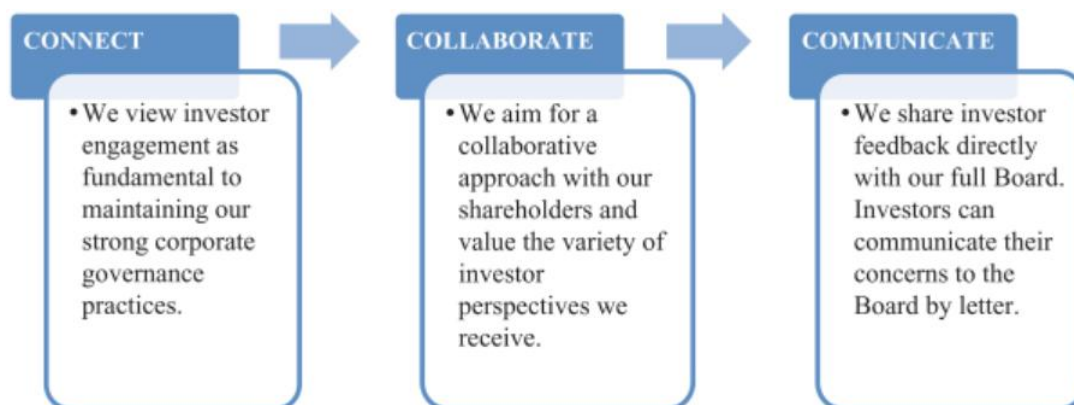 CONNECT
• We view investor
engagement as
fundamental to
maintaining our
strong corporate
governance
practices.
COLLABORATE
• We aim for a
collaborative
approach with our
shareholders and
value the variety of
investor
perspectives we
receive.
COMMUNICATE
• We share investor
feedback directly
with our full Board.
Investors can
communicate their
concerns to the
Board by letter.